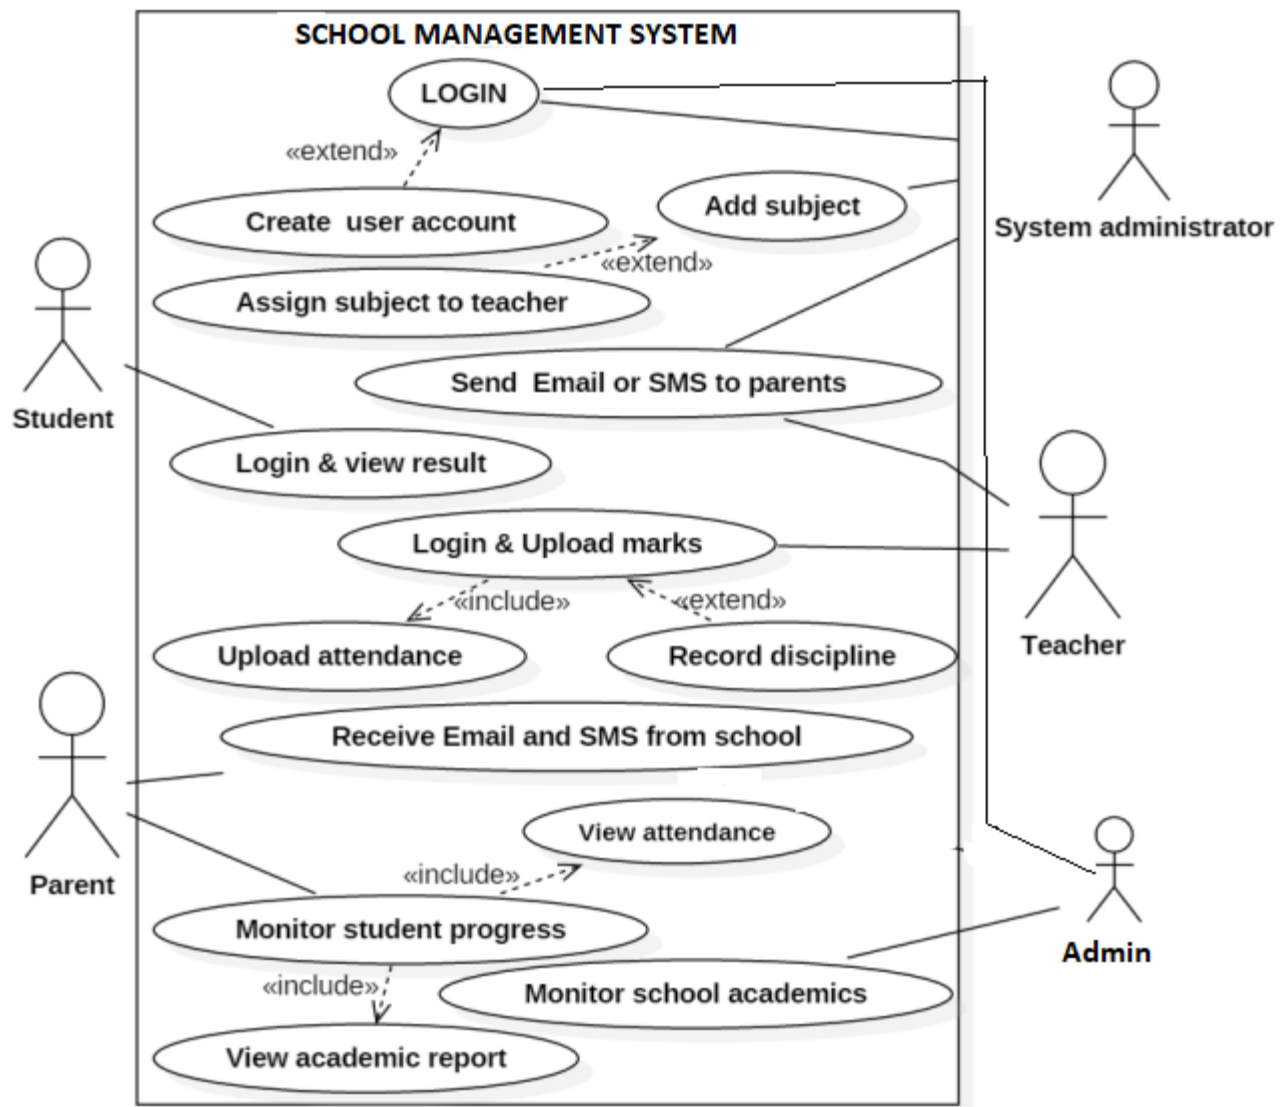 SCHOOL MANAGEMENT SYSTEM
LOGIN
«extend»
Create user account
Add subject
System administrator
«extend»
Assign subject to teacher
Send Email or SMS to parents
Student
Login & view result
Login & Upload marks
«include»
«extend»
Teacher
Upload attendance
Record discipline
Receive Email and SMS from school
View attendance
Parent
«include»
Monitor student progress
Admin
«include»
Monitor school academics
View academic report